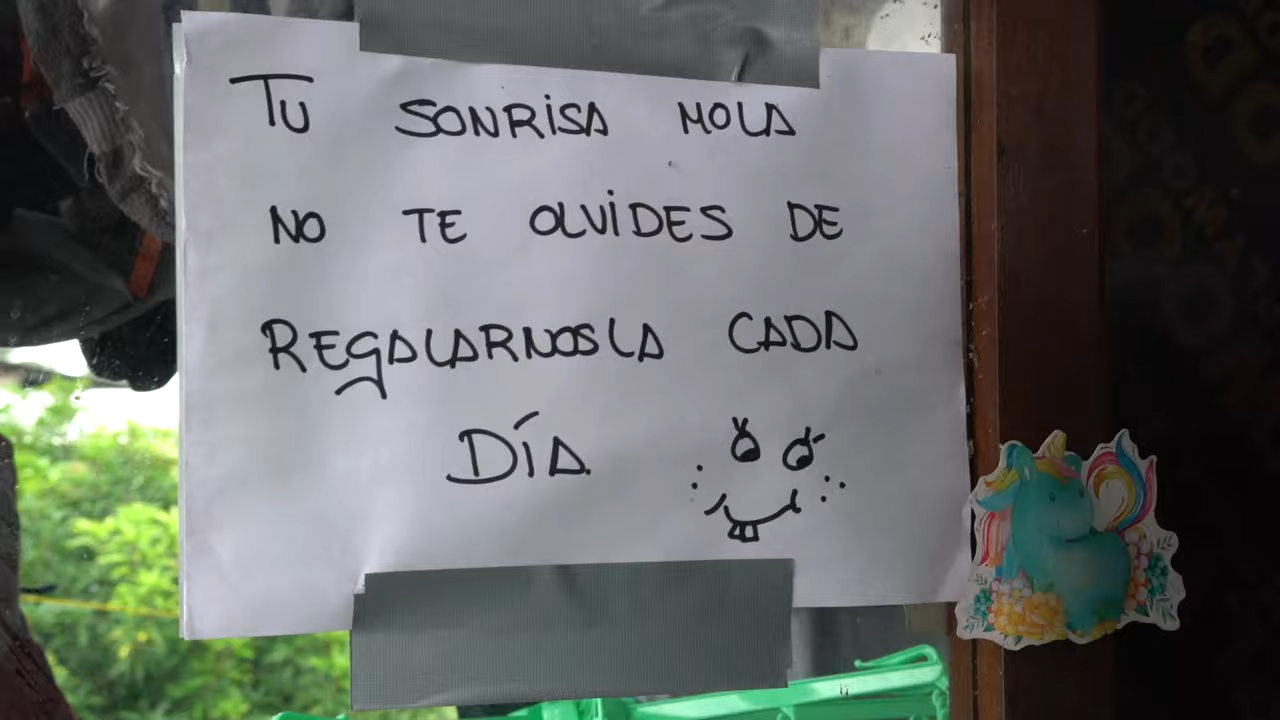 TU SONRISA MOLA
NO TE OLVIDES DE
REGALARNOSLA CADA
DÍA.